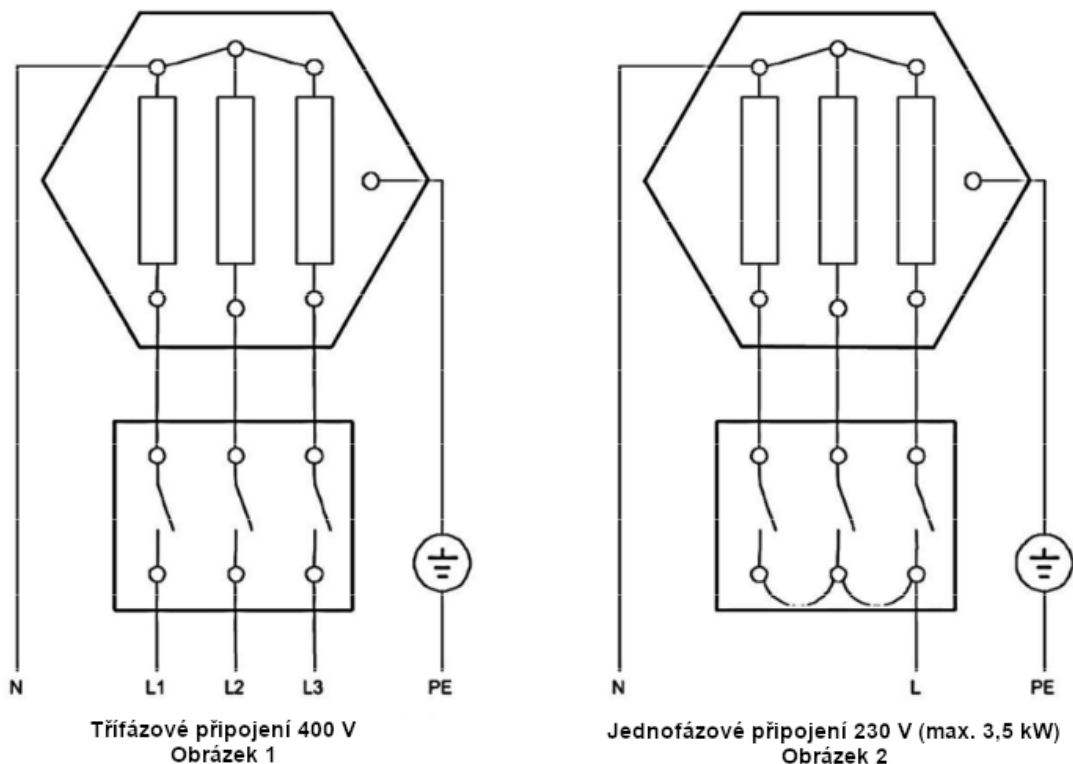 N L1 L2 L3 PE
Třífázové připojení 400 V
Obrázek 1
N L PE
Jednofázové připojení 230 V (max. 3,5 kW)
Obrázek 2